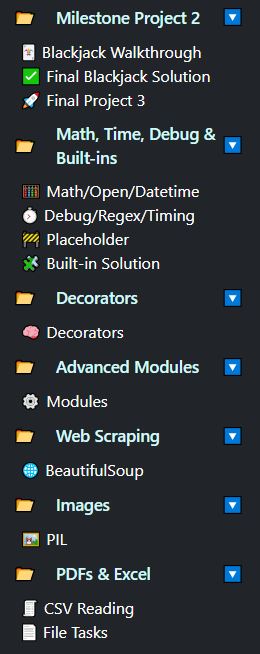 Milestone Project 2
Blackjack Walkthrough
Final Blackjack Solution
Final Project 3
Math, Time, Debug &
Built-ins
Math/Open/Datetime
Debug/Regex/Timing
Placeholder
Built-in Solution
Decorators
Decorators
Advanced Modules
Modules
Web Scraping
BeautifulSoup
Images
PIL
PDFs & Excel
CSV Reading
File Tasks